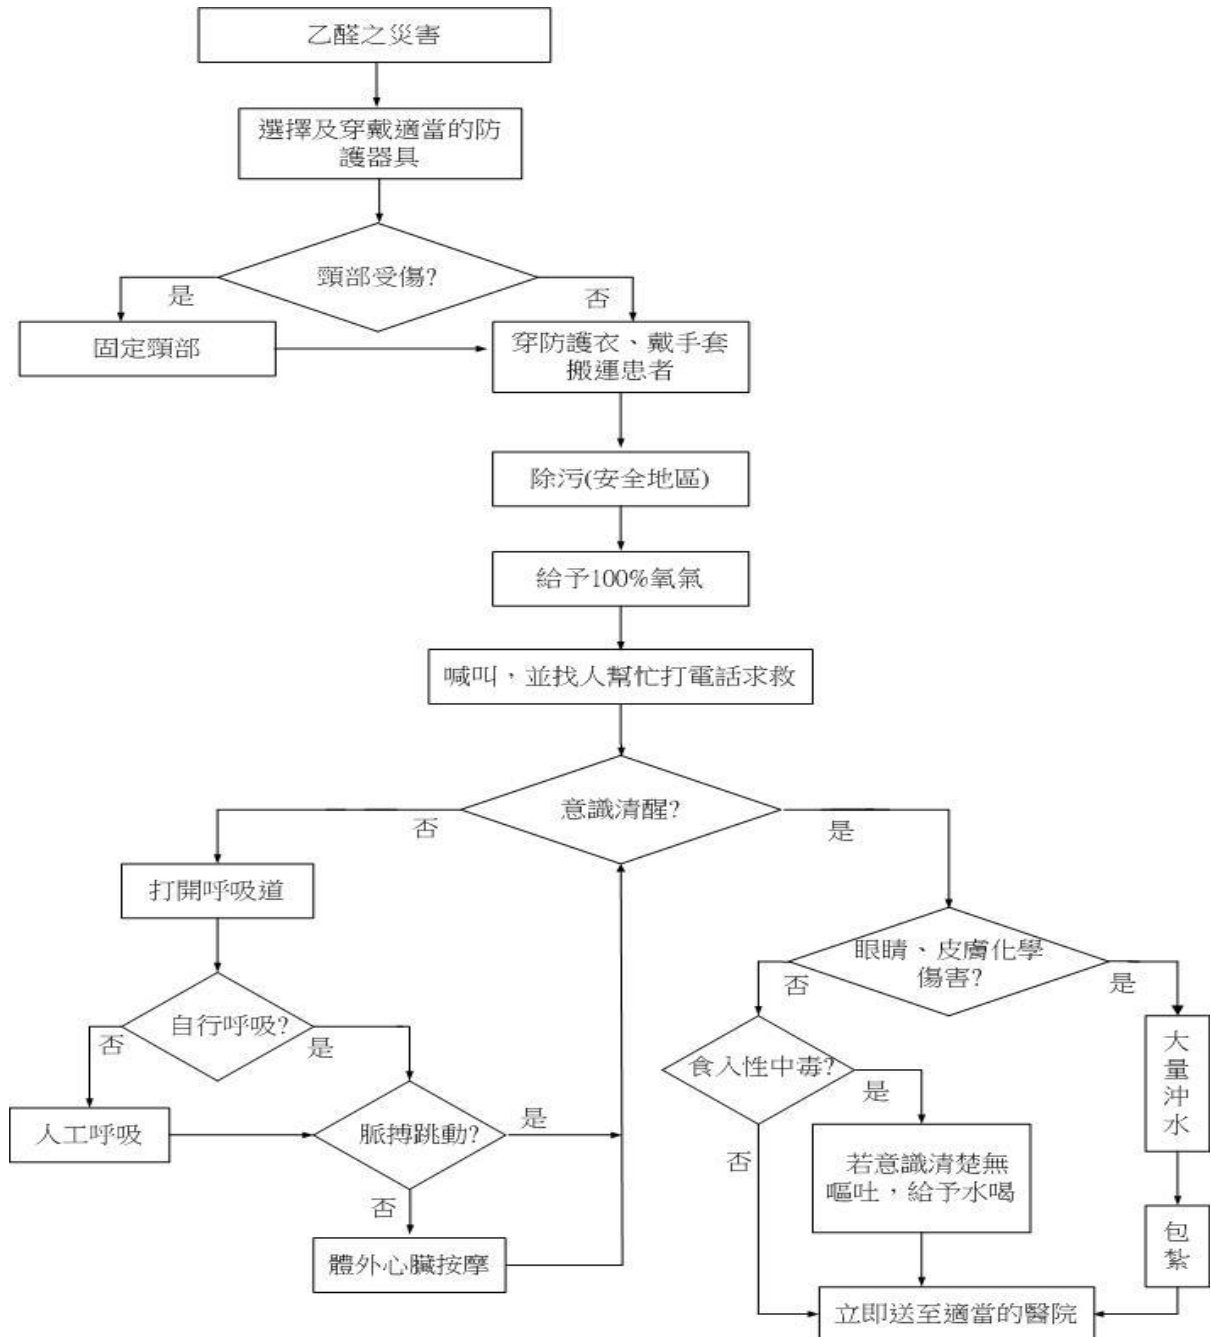 乙醛之災害
選擇及穿戴適當的防
護器具
頸部受傷?
是
否
固定頸部
穿防護衣、戴手套
搬運患者
除污(安全地區)
給予100%氧氣
喊叫，並找人幫忙打電話求救
意識清醒?
否
是
打開呼吸道
眼睛、皮膚化學
傷害?
否
是
自行呼吸?
否
是
大
量
沖
水
食入性中毒?
是
否
人工呼吸
脈搏跳動?
是
否
若意識清楚無
嘔吐，給予水喝
體外心臟按摩
包
紮
立即送至適當的醫院